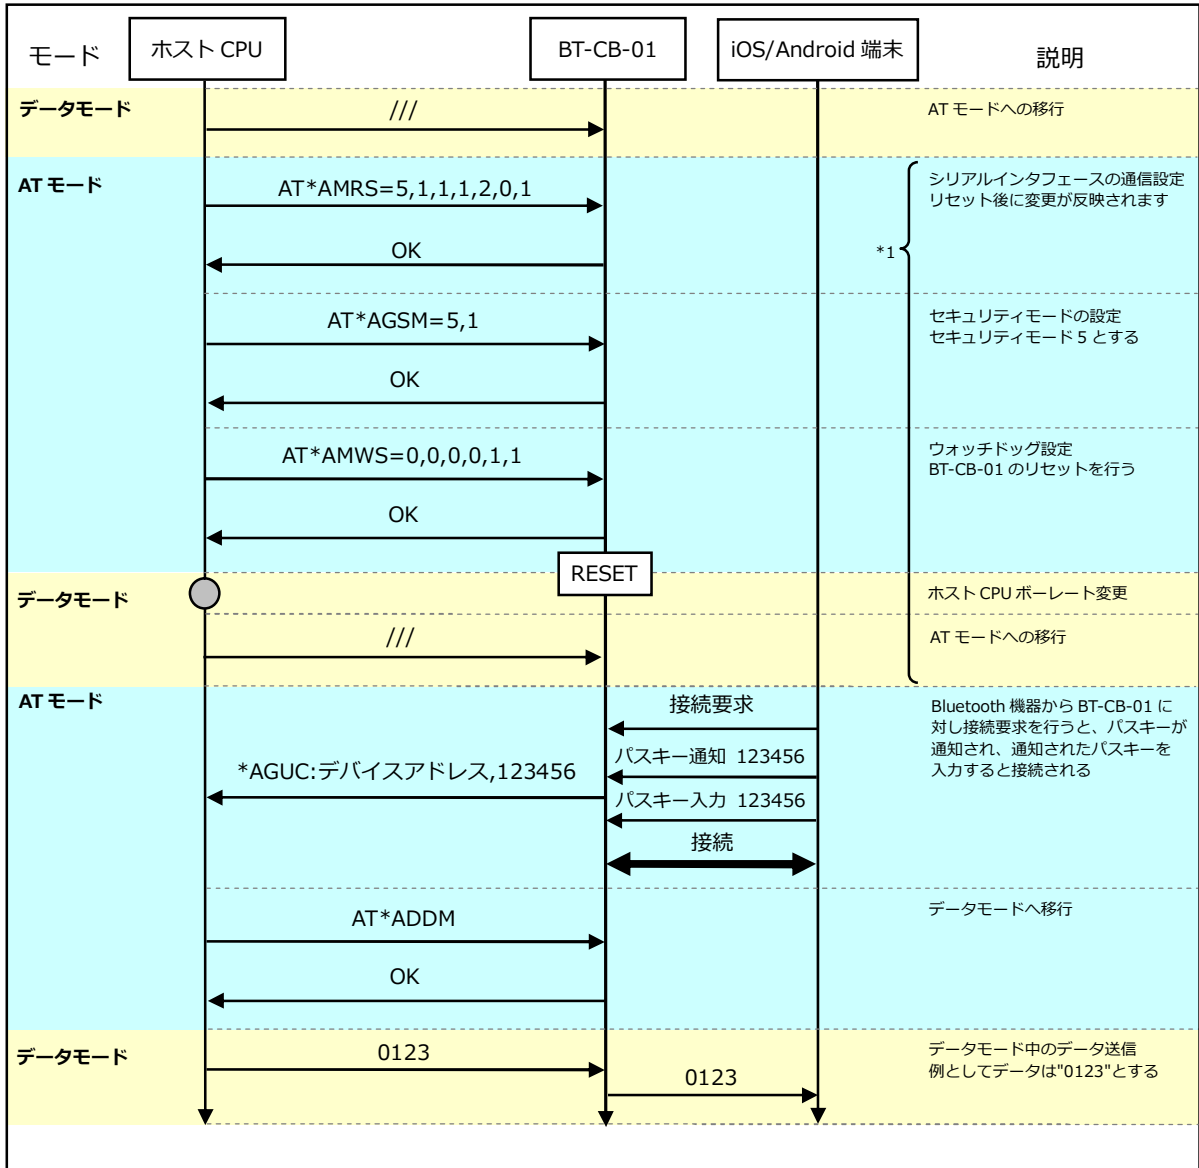 モード
ホスト CPU
BT-CB-01
iOS/Android 端末
説明
データモード
///
AT モードへの移行
AT モード
AT*AMRS=5,1,1,1,2,0,1
シリアルインタフェースの通信設定
リセット後に変更が反映されます
OK
*1
AT*AGSM=5,1
セキュリティモードの設定
セキュリティモード 5 とする
OK
AT*AMWS=0,0,0,0,1,1
ウォッチドッグ設定
BT-CB-01 のリセットを行う
OK
RESET
データモード
ホスト CPU ボーレート変更
///
AT モードへの移行
AT モード
接続要求
Bluetooth 機器から BT-CB-01 に
対し接続要求を行うと、パスキーが
通知され、通知されたパスキーを
入力すると接続される
パスキー通知 123456
*AGUC:デバイスアドレス,123456
パスキー入力 123456
接続
AT*ADDM
データモードへ移行
OK
データモード
0123
データモード中のデータ送信
例としてデータは"0123"とする
0123